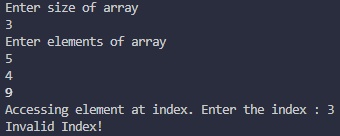 Enter size of array
3
Enter elements of array
5
4
9
Accessing element at index. Enter the index : 3
Invalid Index!